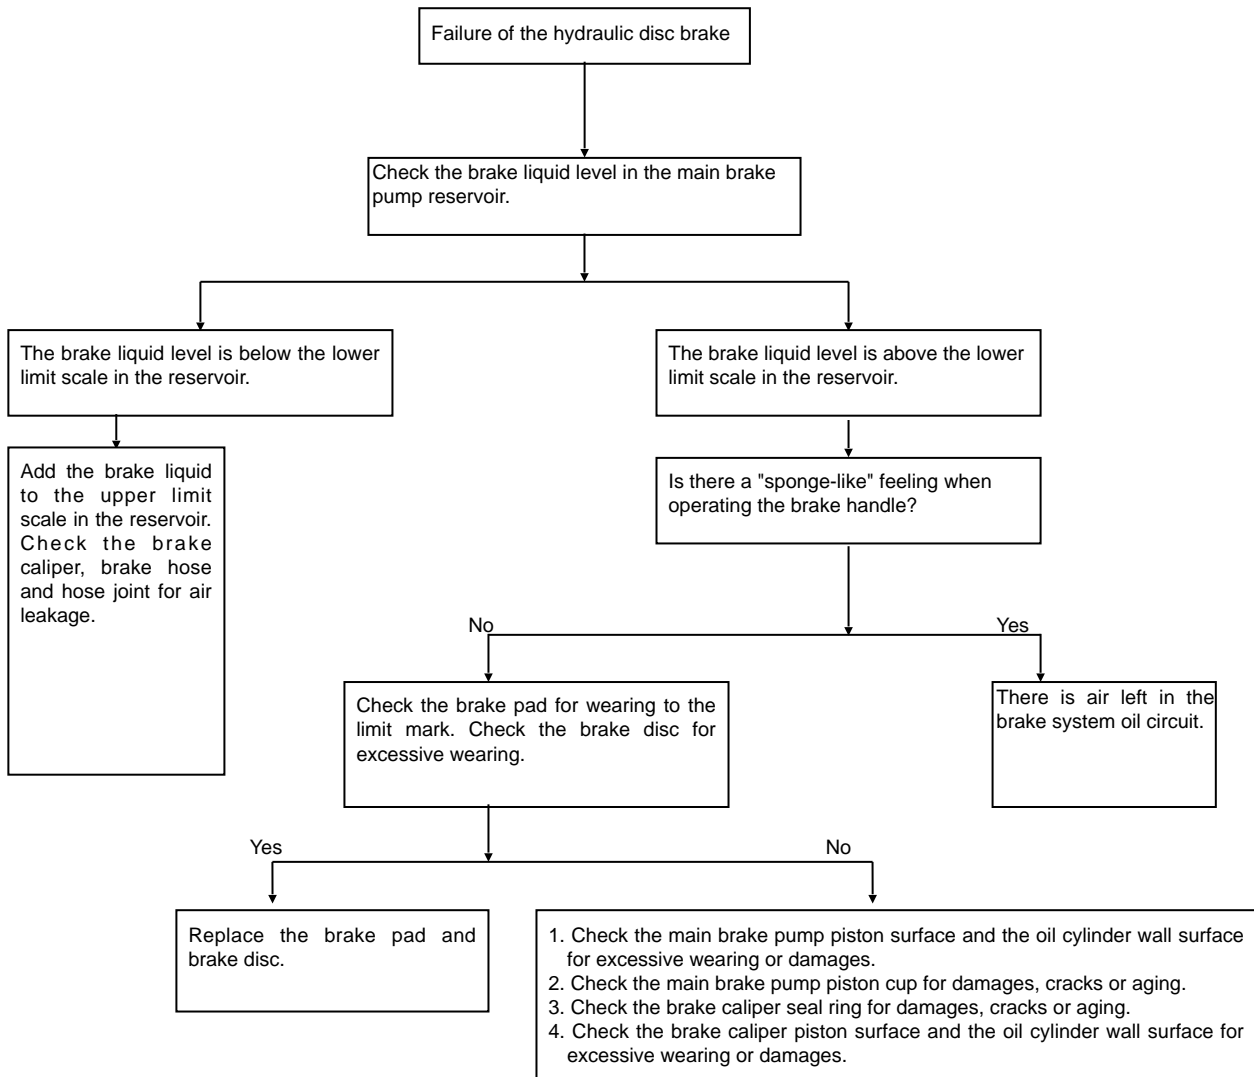 Failure of the hydraulic disc brake
Check the brake liquid level in the main brake
pump reservoir.
The brake liquid level is below the lower
limit scale in the reservoir.
The brake liquid level is above the lower
limit scale in the reservoir.
Add the brake liquid
to the upper limit
scale in the reservoir.
Check the brake
caliper, brake hose
and hose joint for air
leakage.
Is there a "sponge-like" feeling when
operating the brake handle?
No
Yes
Check the brake pad for wearing to the
limit mark. Check the brake disc for
excessive wearing.
There is air left in the
brake system oil circuit.
Yes
No
Replace the brake pad and
brake disc.
1. Check the main brake pump piston surface and the oil cylinder wall surface
for excessive wearing or damages.
2. Check the main brake pump piston cup for damages, cracks or aging.
3. Check the brake caliper seal ring for damages, cracks or aging.
4. Check the brake caliper piston surface and the oil cylinder wall surface for
excessive wearing or damages.